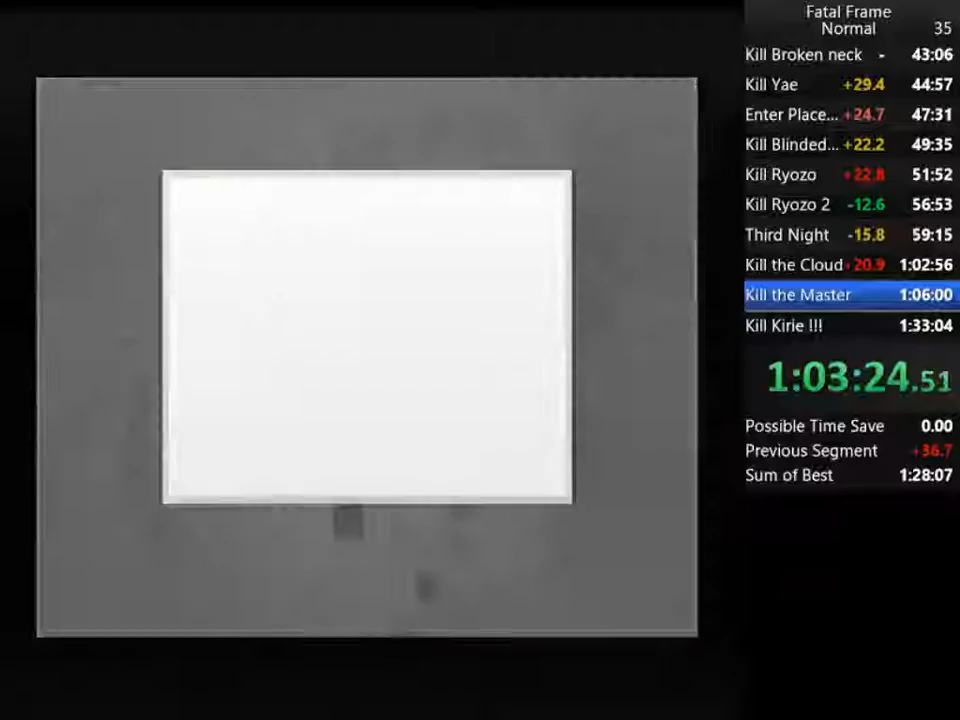 Fatal Frame
Normal 35
Kill Broken neck - 43:06
Kill Yae +29.4 44:57
Enter Place... +24.7 47:31
Kill Blinded... +22.2 49:35
Kill Ryozo +22.8 51:52
Kill Ryozo 2 -12.6 56:53
Third Night -15.8 59:15
Kill the Cloud +20.9 1:02:56
Kill the Master 1:06:00
Kill Kirie !!! 1:33:04
1:03:24.51
Possible Time Save 0.00
Previous Segment +36.7
Sum of Best 1:28:07